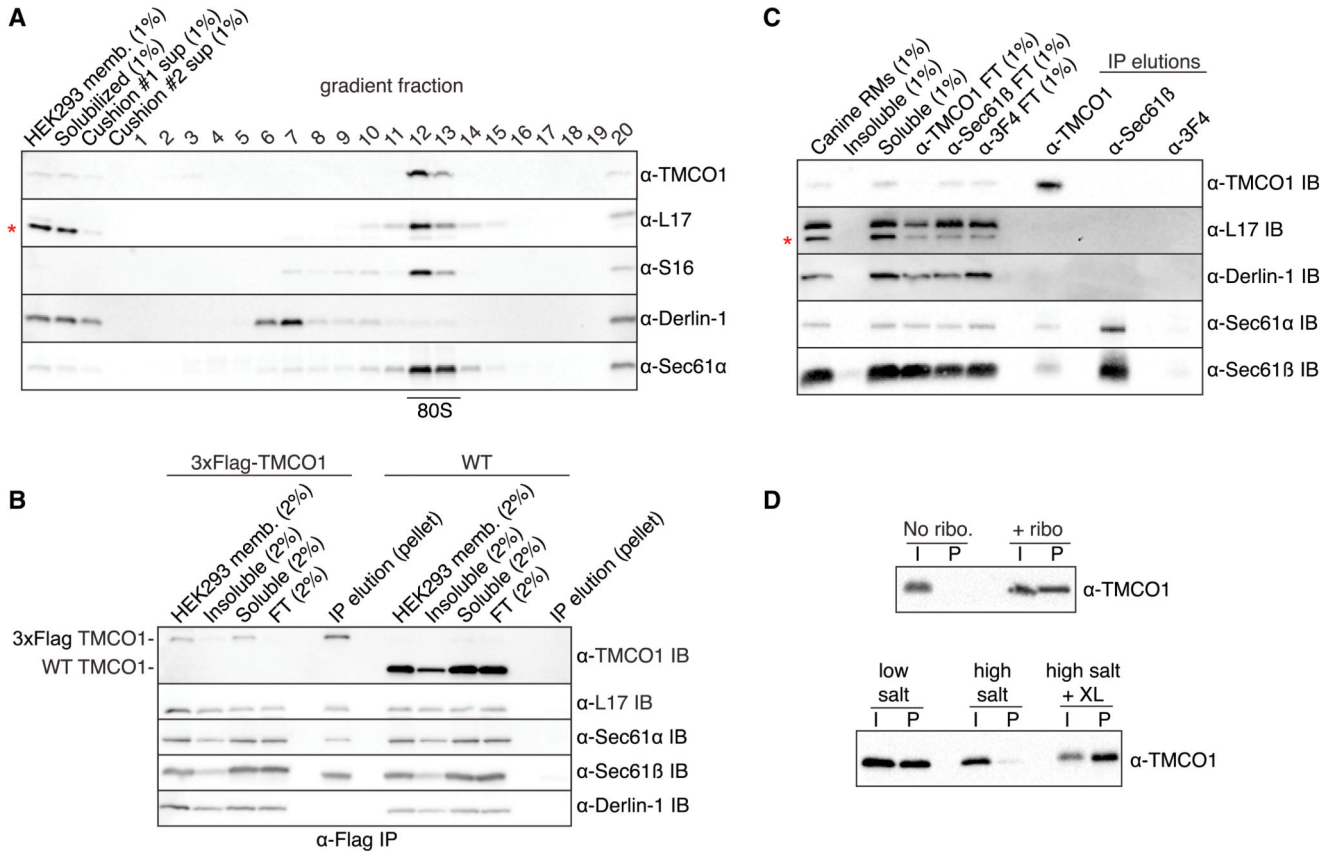 A
HEK293 memb. (1%)
Solubilized (1%)
Cushion #1 sup (1%)
Cushion #2 sup (1%)
gradient fraction
1 2 3 4 5 6 7 8 9 10 11 12 13 14 15 16 17 18 19 20
α-TMCO1
α-L17
*
α-S16
α-Derlin-1
α-Sec61α
80S
C
Canine RMs (1%)
Insoluble (1%)
Soluble (1%)
α-TMCO1 FT (1%)
α-Sec61ß FT (1%)
α-3F4 FT (1%)
IP elutions
α-TMCO1
α-Sec61ß
α-3F4
α-TMCO1 IB
α-L17 IB
*
α-Derlin-1 IB
α-Sec61α IB
α-Sec61ß IB
B
3xFlag-TMCO1
WT
HEK293 memb. (2%)
Insoluble (2%)
Soluble (2%)
FT (2%)
IP elution (pellet)
HEK293 memb. (2%)
Insoluble (2%)
Soluble (2%)
FT (2%)
IP elution (pellet)
3xFlag TMCO1-
WT TMCO1-
α-TMCO1 IB
α-L17 IB
α-Sec61α IB
α-Sec61ß IB
α-Derlin-1 IB
α-Flag IP
D
No ribo. + ribo
I P I P
α-TMCO1
low salt
high salt
high salt + XL
I P I P I P
α-TMCO1